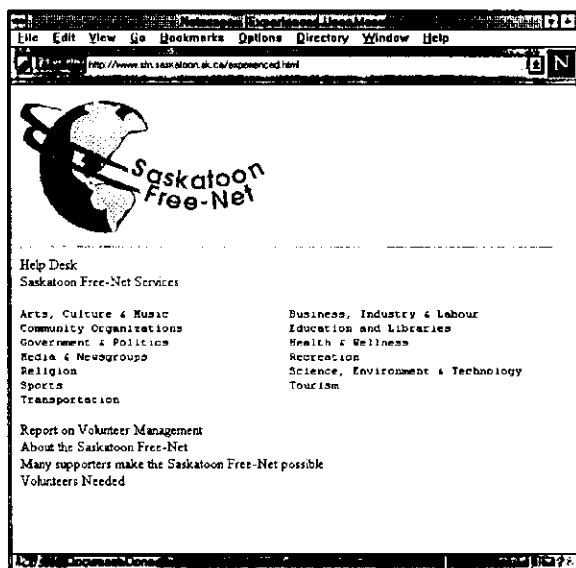 File Edit View Go Bookmarks Options Directory Window Help
http://www.sfn.saskatoon.sk.ca/experienced.html
N
Saskatoon
Free-Net
Help Desk
Saskatoon Free-Net Services
Arts, Culture & Music Business, Industry & Labour
Community Organizations Education and Libraries
Government & Politics Health & Wellness
Media & Newsgroups Recreation
Religion Science, Environment & Technology
Sports Tourism
Transportation
Report on Volunteer Management
About the Saskatoon Free-Net
Many supporters make the Saskatoon Free-Net possible
Volunteers Needed